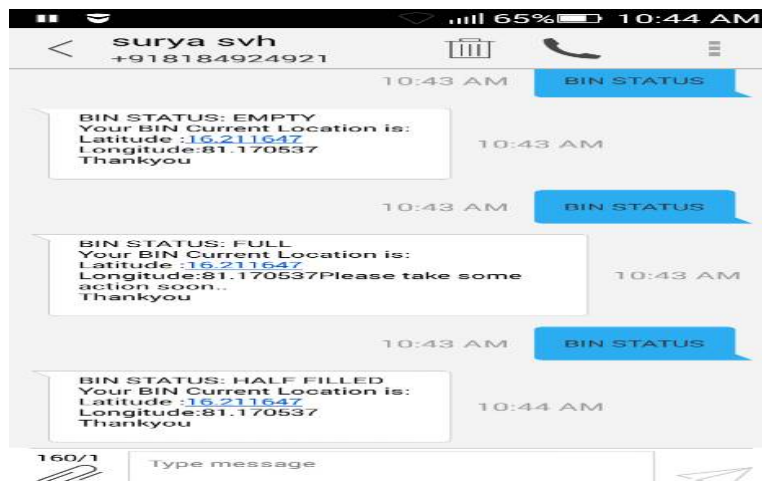 65% 10:44 AM
surya svh
+918184924921
10:43 AM BIN STATUS
BIN STATUS: EMPTY
Your BIN Current Location is:
Latitude :16.211647
Longitude:81.170537
Thankyou
10:43 AM
10:43 AM BIN STATUS
BIN STATUS: FULL
Your BIN Current Location is:
Latitude :16.211647
Longitude:81.170537Please take some
action soon..
Thankyou
10:43 AM
10:43 AM BIN STATUS
BIN STATUS: HALF FILLED
Your BIN Current Location is:
Latitude :16.211647
Longitude:81.170537
Thankyou
10:44 AM
160/1
Type message